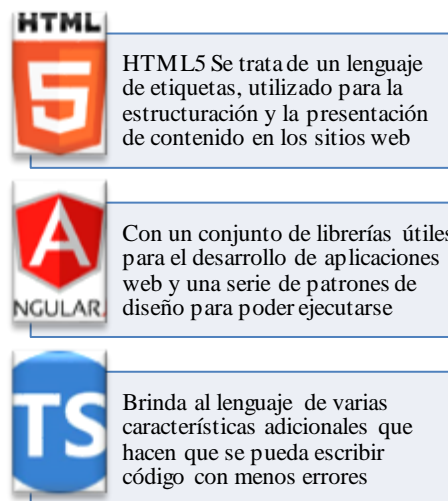 HTML
5
HTML5 Se trata de un lenguaje
de etiquetas, utilizado para la
estructuración y la presentación
de contenido en los sitios web
A
NGULAR
Con un conjunto de librerías útiles
para el desarrollo de aplicaciones
web y una serie de patrones de
diseño para poder ejecutarse
TS
Brinda al lenguaje de varias
características adicionales que
hacen que se pueda escribir
código con menos errores